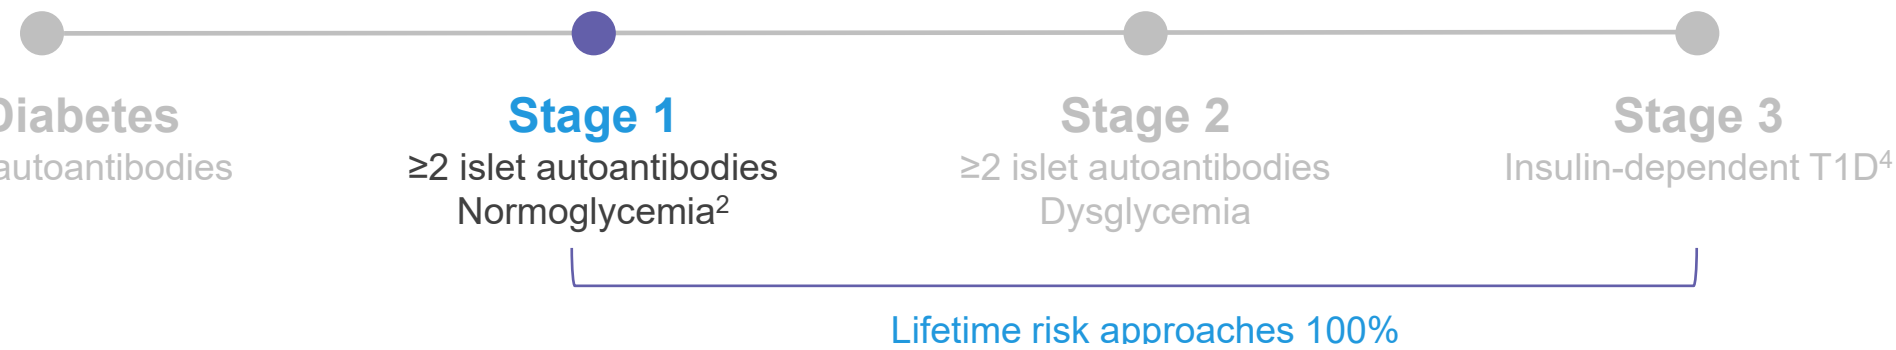 Diabetes
autoantibodies
Stage 1
≥2 islet autoantibodies
Normoglycemia²
Stage 2
≥2 islet autoantibodies
Dysglycemia
Stage 3
Insulin-dependent T1D⁴
Lifetime risk approaches 100%